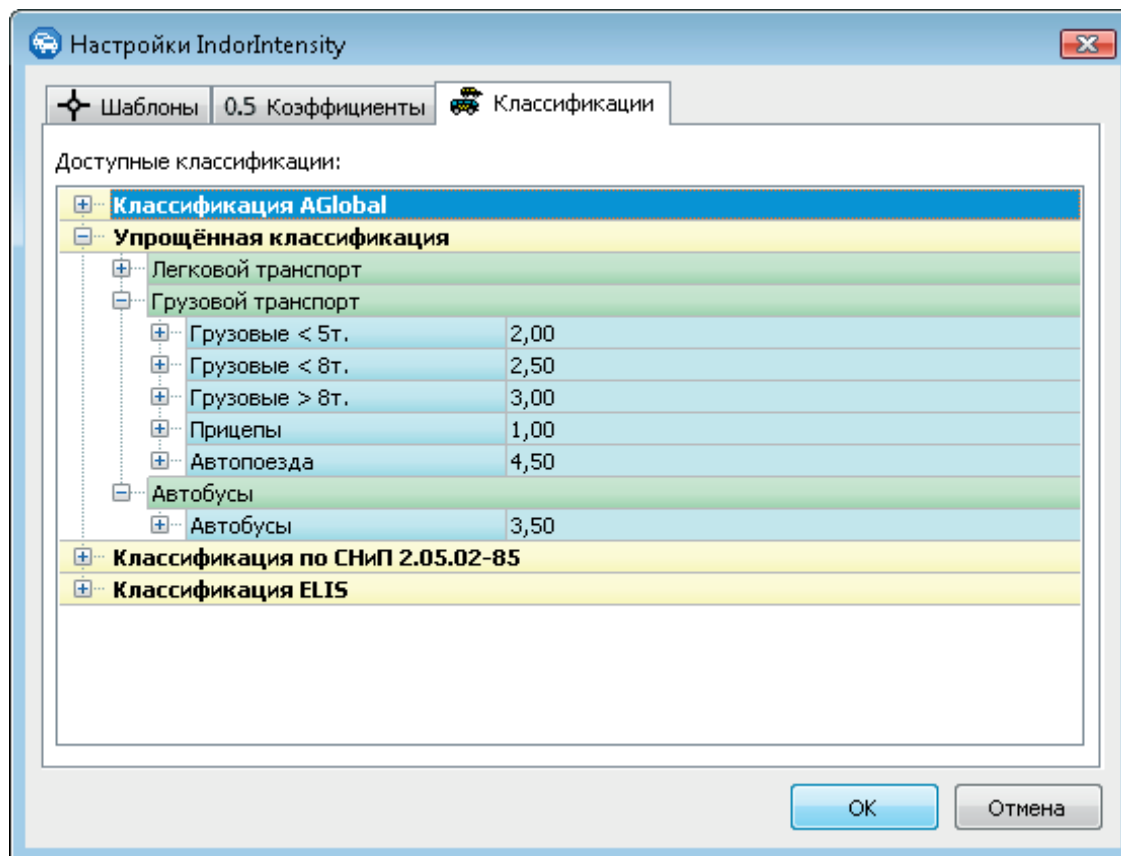 Настройки IndorIntensity
Шаблоны 0.5 Коэффициенты Классификации
Доступные классификации:
Классификация AGlobal
Упрощённая классификация
Легковой транспорт
Грузовой транспорт
Грузовые < 5т. 2,00
Грузовые < 8т. 2,50
Грузовые > 8т. 3,00
Прицепы 1,00
Автопоезда 4,50
Автобусы
Автобусы 3,50
Классификация по СНиП 2.05.02-85
Классификация ELIS
OK Отмена